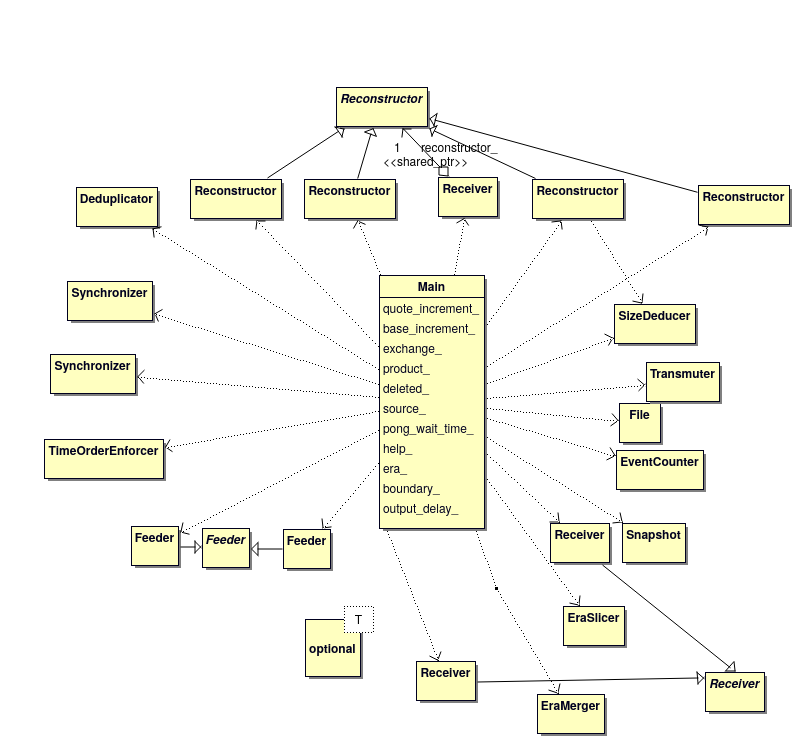 Reconstructor
1 reconstructor_
<<shared_ptr>>
Deduplicator
Reconstructor
Reconstructor
Receiver
Reconstructor
Reconstructor
Main
quote_increment_
base_increment_
exchange_
product_
deleted_
source_
pong_wait_time_
help_
era_
boundary_
output_delay_
Synchronizer
SizeDeducer
Synchronizer
Transmuter
File
TimeOrderEnforcer
EventCounter
Feeder
Feeder
Feeder
Receiver
Snapshot
T
optional
EraSlicer
Receiver
Receiver
EraMerger